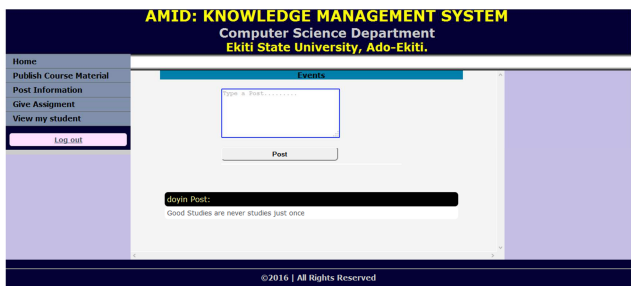 AMID: KNOWLEDGE MANAGEMENT SYSTEM
Computer Science Department
Ekiti State University, Ado-Ekiti.
Home
Publish Course Material
Post Information
Give Assigment
View my student
Log out
Events
Type a Post.........
Post
doyin Post:
Good Studies are never studies just once
©2016 | All Rights Reserved